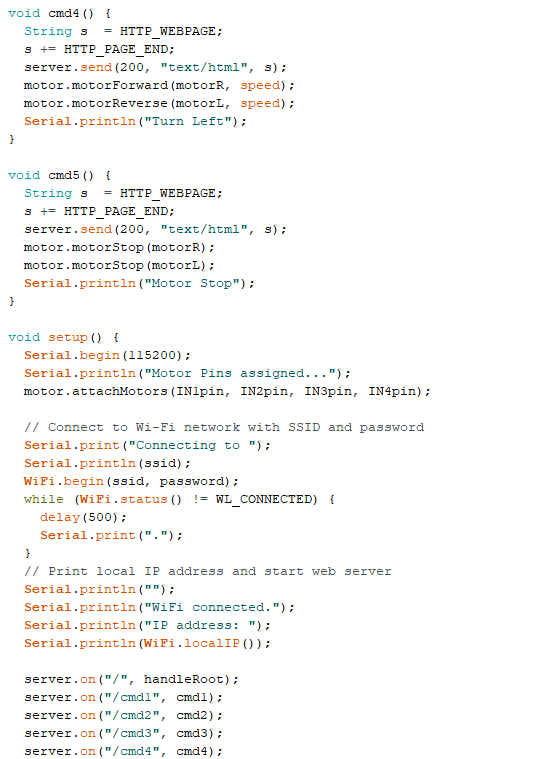 void cmd4() {
  String s  = HTTP_WEBPAGE;
  s += HTTP_PAGE_END;
  server.send(200, "text/html", s);
  motor.motorForward(motorR, speed);
  motor.motorReverse(motorL, speed);
  Serial.println("Turn Left");
}

void cmd5() {
  String s  = HTTP_WEBPAGE;
  s += HTTP_PAGE_END;
  server.send(200, "text/html", s);
  motor.motorStop(motorR);
  motor.motorStop(motorL);
  Serial.println("Motor Stop");
}

void setup() {
  Serial.begin(115200);
  Serial.println("Motor Pins assigned...");
  motor.attachMotors(IN1pin, IN2pin, IN3pin, IN4pin);

  // Connect to Wi-Fi network with SSID and password
  Serial.print("Connecting to ");
  Serial.println(ssid);
  WiFi.begin(ssid, password);
  while (WiFi.status() != WL_CONNECTED) {
    delay(500);
    Serial.print(".");
  }
  // Print local IP address and start web server
  Serial.println("");
  Serial.println("WiFi connected.");
  Serial.println("IP address: ");
  Serial.println(WiFi.localIP());

  server.on("/", handleRoot);
  server.on("/cmd1", cmd1);
  server.on("/cmd2", cmd2);
  server.on("/cmd3", cmd3);
  server.on("/cmd4", cmd4);